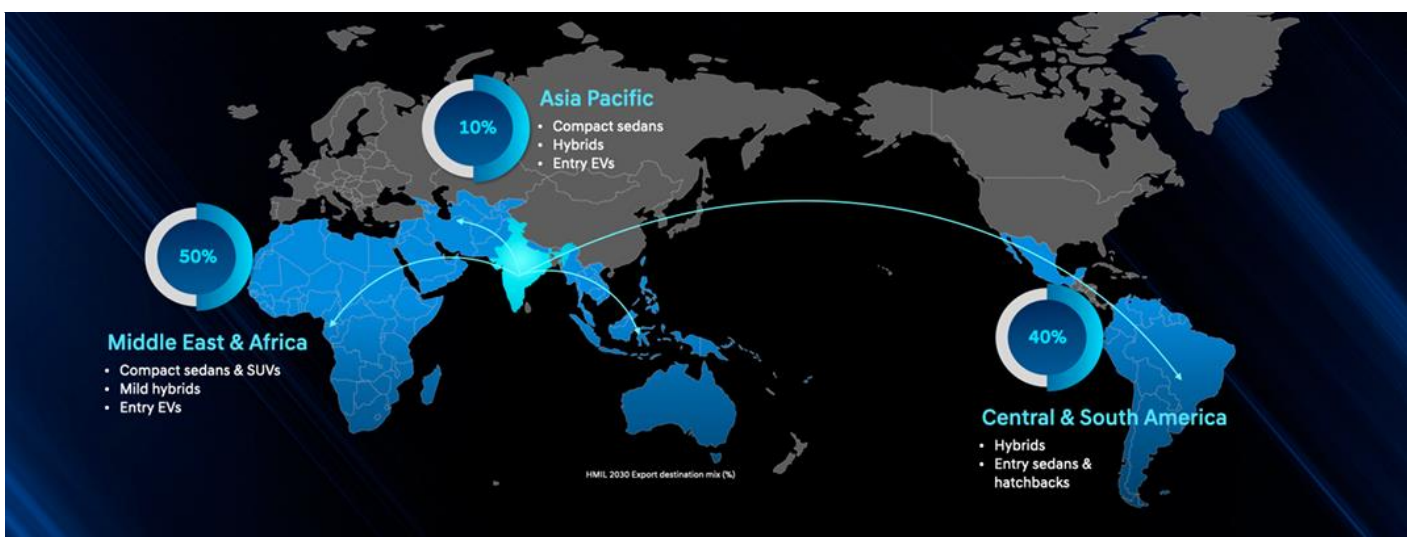 10%
Asia Pacific
• Compact sedans
• Hybrids
• Entry EVs
50%
Middle East & Africa
• Compact sedans & SUVs
• Mild hybrids
• Entry EVs
40%
Central & South America
• Hybrids
• Entry sedans &
hatchbacks
HMIL 2030 Export destination mix (%)